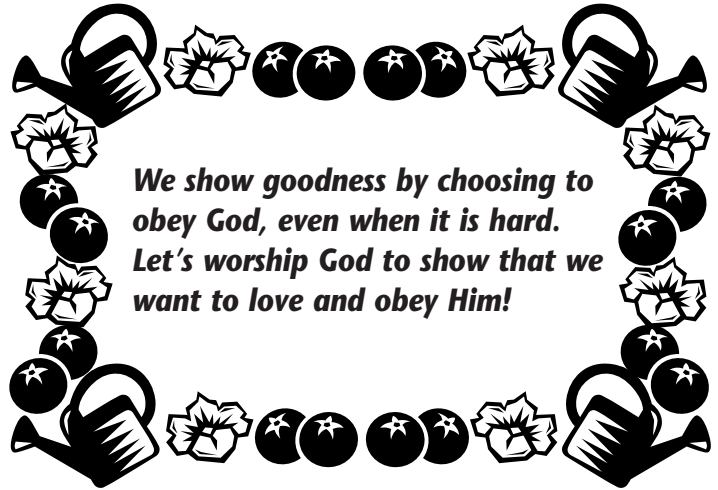 We show goodness by choosing to
obey God, even when it is hard.
Let's worship God to show that we
want to love and obey Him!